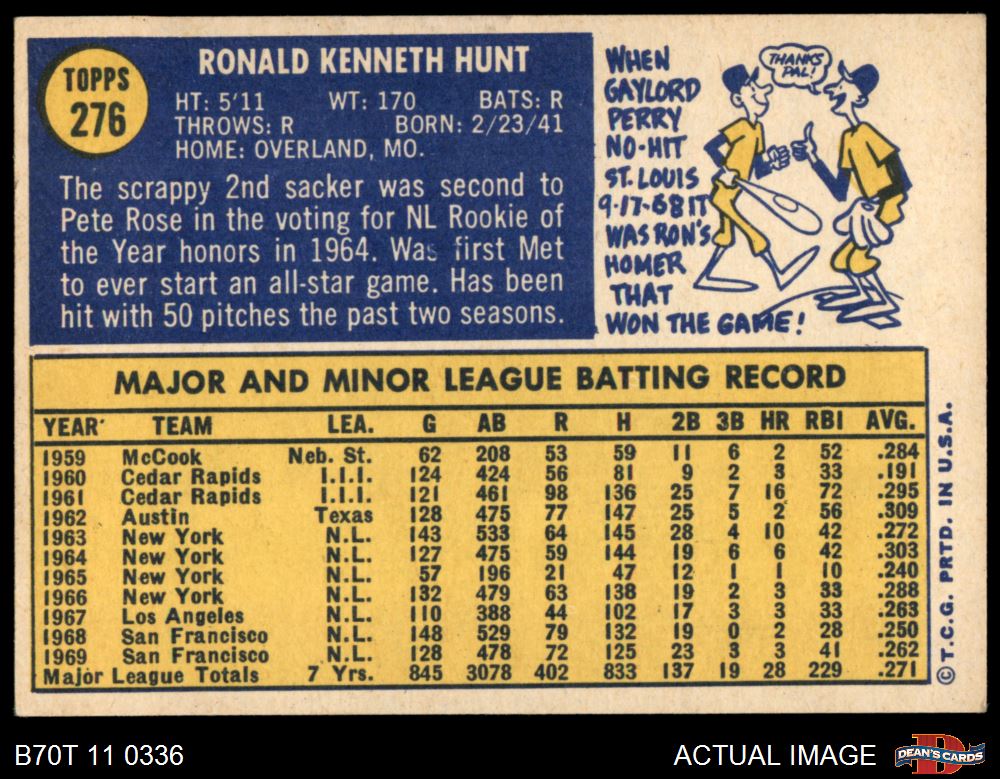 TOPPS
276
RONALD KENNETH HUNT
HT: 5'11 WT: 170 BATS: R
THROWS: R BORN: 2/23/41
HOME: OVERLAND, MO.
The scrappy 2nd sacker was second to
Pete Rose in the voting for NL Rookie of
the Year honors in 1964. Was first Met
to ever start an all-star game. Has been
hit with 50 pitches the past two seasons.
WHEN
GAYLORD
PERRY
NO-HIT
ST. LOUIS
9-17-68 IT
WAS RON'S
HOMER
THAT
WON THE GAME!
THANKS
PAL!
MAJOR AND MINOR LEAGUE BATTING RECORD
YEAR TEAM LEA. G AB R H 2B 3B HR RBI AVG.
1959 McCook Neb. St. 62 208 53 59 11 6 2 52 .284
1960 Cedar Rapids I.I.I. 124 424 56 81 9 2 3 33 .191
1961 Cedar Rapids I.I.I. 121 461 98 136 25 7 16 72 .295
1962 Austin Texas 128 475 77 147 25 5 2 56 .309
1963 New York N.L. 143 533 64 145 28 4 10 42 .272
1964 New York N.L. 127 475 59 144 19 6 6 42 .303
1965 New York N.L. 57 196 21 47 12 1 1 10 .240
1966 New York N.L. 132 479 63 138 19 2 3 33 .288
1967 Los Angeles N.L. 110 388 44 102 17 3 3 33 .263
1968 San Francisco N.L. 148 529 79 132 19 0 2 28 .250
1969 San Francisco N.L. 128 478 72 125 23 3 3 41 .262
Major League Totals 7 Yrs. 845 3078 402 833 137 19 28 229 .271
© T.C.G. PRTD. IN U.S.A.
B70T 11 0336
ACTUAL IMAGE
DEAN'S CARDS